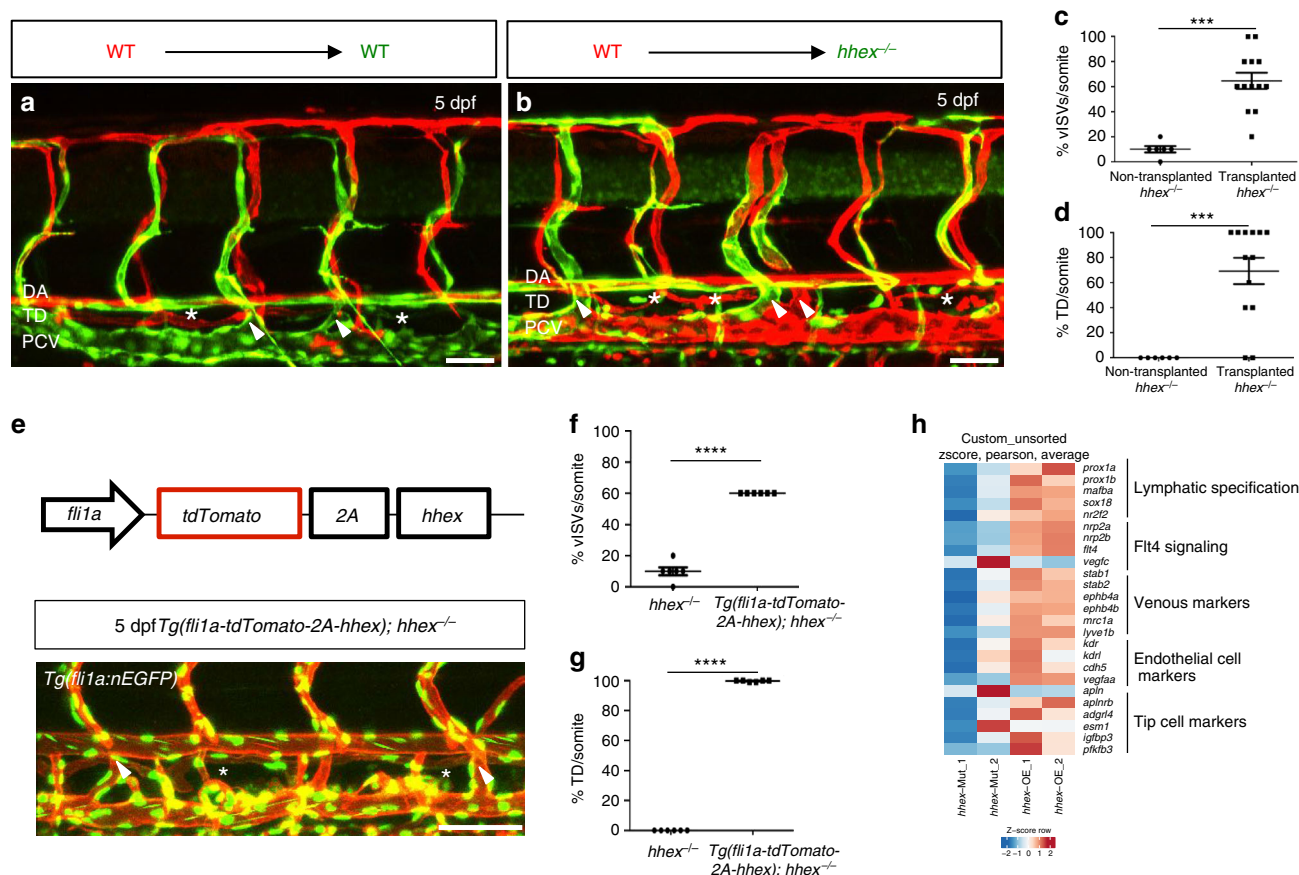 WT WT
WT hhex–/–
a
5 dpf
DA
TD
PCV
*
*
b
5 dpf
DA
TD
PCV
*
*
*
c
***
% vISVs/somite
100
80
60
40
20
0
Non-transplanted
hhex–/–
Transplanted
hhex–/–
d
***
% TD/somite
100
80
60
40
20
0
Non-transplanted
hhex–/–
Transplanted
hhex–/–
e
fli1a tdTomato 2A hhex
5 dpf Tg(fli1a-tdTomato-2A-hhex); hhex–/–
Tg(fli1a:nEGFP)
*
*
f
****
% vISVs/somite
100
80
60
40
20
0
hhex–/–
Tg(fli1a-tdTomato-
2A-hhex); hhex–/–
g
****
% TD/somite
100
80
60
40
20
0
hhex–/–
Tg(fli1a-tdTomato-
2A-hhex); hhex–/–
h
Custom_unsorted
zscore, pearson, average
prox1a
prox1b
mafba
sox18
nr2f2
nrp2a
nrp2b
flt4
vegfc
stab1
stab2
ephb4a
ephb4b
mrc1a
lyve1b
kdr
kdrl
cdh5
vegfaa
apln
aplnrb
adgrl4
esm1
igfbp3
pfkfb3
Lymphatic specification
Flt4 signaling
Venous markers
Endothelial cell
markers
Tip cell markers
hhex–Mut_1
hhex–Mut_2
hhex–OE_1
hhex–OE_2
Z–score row
–2 –1 0 1 2